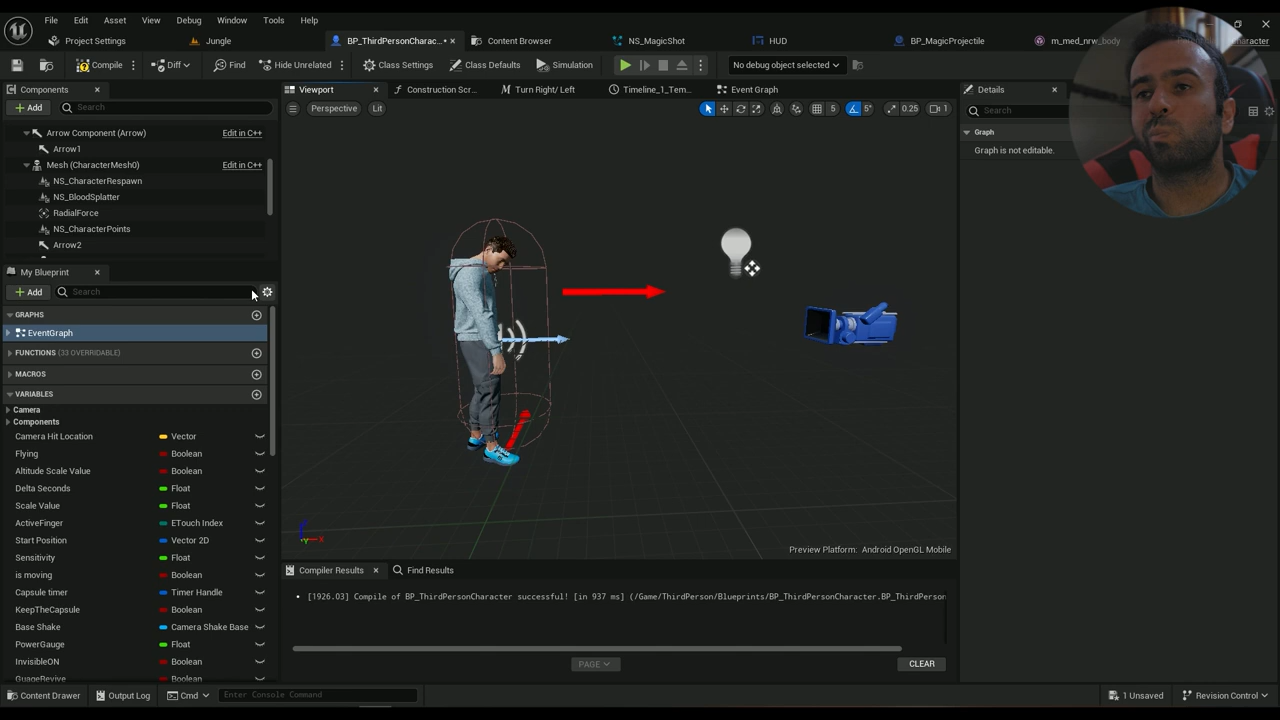 File Edit Asset View Window Debug Tools Help
Project Settings Jungle BP_ThirdPersonCharac... Content Browser NS_MagicShot HUD BP_MagicProjectile m_med_nrw_body
Compile Diff Find Hide Unrelated Class Settings Class Defaults Simulation No debug object selected
Components Viewport Construction Scr... Turn Right/ Left Timeline_1_Tem... Event Graph Details
Add Search Perspective Lit 5 5° 0.25 1 Search
Arrow Component (Arrow) Edit in C++
Graph
Arrow1
Graph is not editable.
Mesh (CharacterMesh0) Edit in C++
NS_CharacterRespawn
NS_BloodSplatter
RadialForce
NS_CharacterPoints
Arrow2
My Blueprint
Add Search
GRAPHS
EventGraph
FUNCTIONS (33 OVERRIDABLE)
MACROS
VARIABLES
Camera
Components
Camera Hit Location Vector
Flying Boolean
Altitude Scale Value Boolean
Delta Seconds Float
Scale Value Float
ActiveFinger ETouch Index
Start Position Vector 2D
Sensitivity Float
is moving Boolean
Capsule timer Timer Handle
KeepTheCapsule Boolean
Base Shake Camera Shake Base
PowerGauge Float
InvisibleON Boolean
GuageRevive Boolean
Preview Platform: Android OpenGL Mobile
Compiler Results Find Results
[1926.03] Compile of BP_ThirdPersonCharacter successful! [in 937 ms] (/Game/ThirdPerson/Blueprints/BP_ThirdPersonCharacter.BP_ThirdPerson
PAGE CLEAR
Content Drawer Output Log Cmd Enter Console Command 1 Unsaved Revision Control